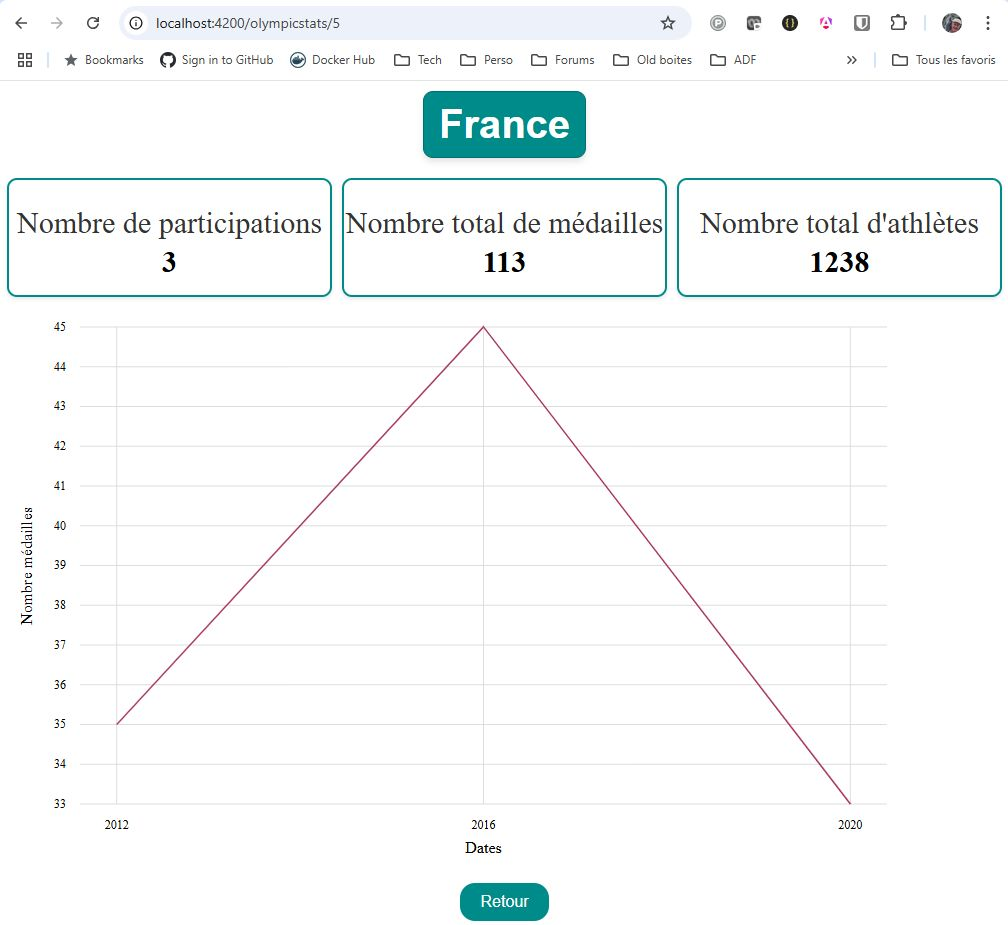 localhost:4200/olympicstats/5
Bookmarks Sign in to GitHub Docker Hub Tech Perso Forums Old boites ADF » Tous les favoris
France
Nombre de participations
3
Nombre total de médailles
113
Nombre total d'athlètes
1238
45
44
43
42
41
40
39
38
37
36
35
34
33
Nombre médailles
2012 2016 2020
Dates
Retour